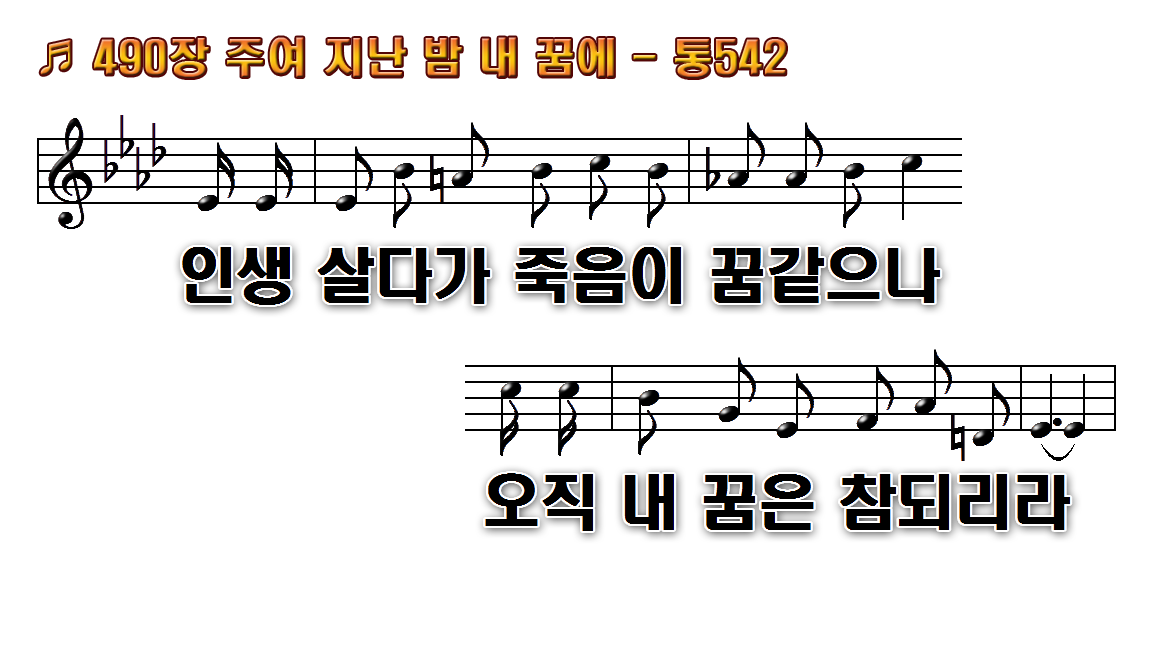 ♬ 490장 주여 지난 밤 내 꿈에 - 통542
인생 살다가 죽음이 꿈같으나
오직 내 꿈은 참되리라